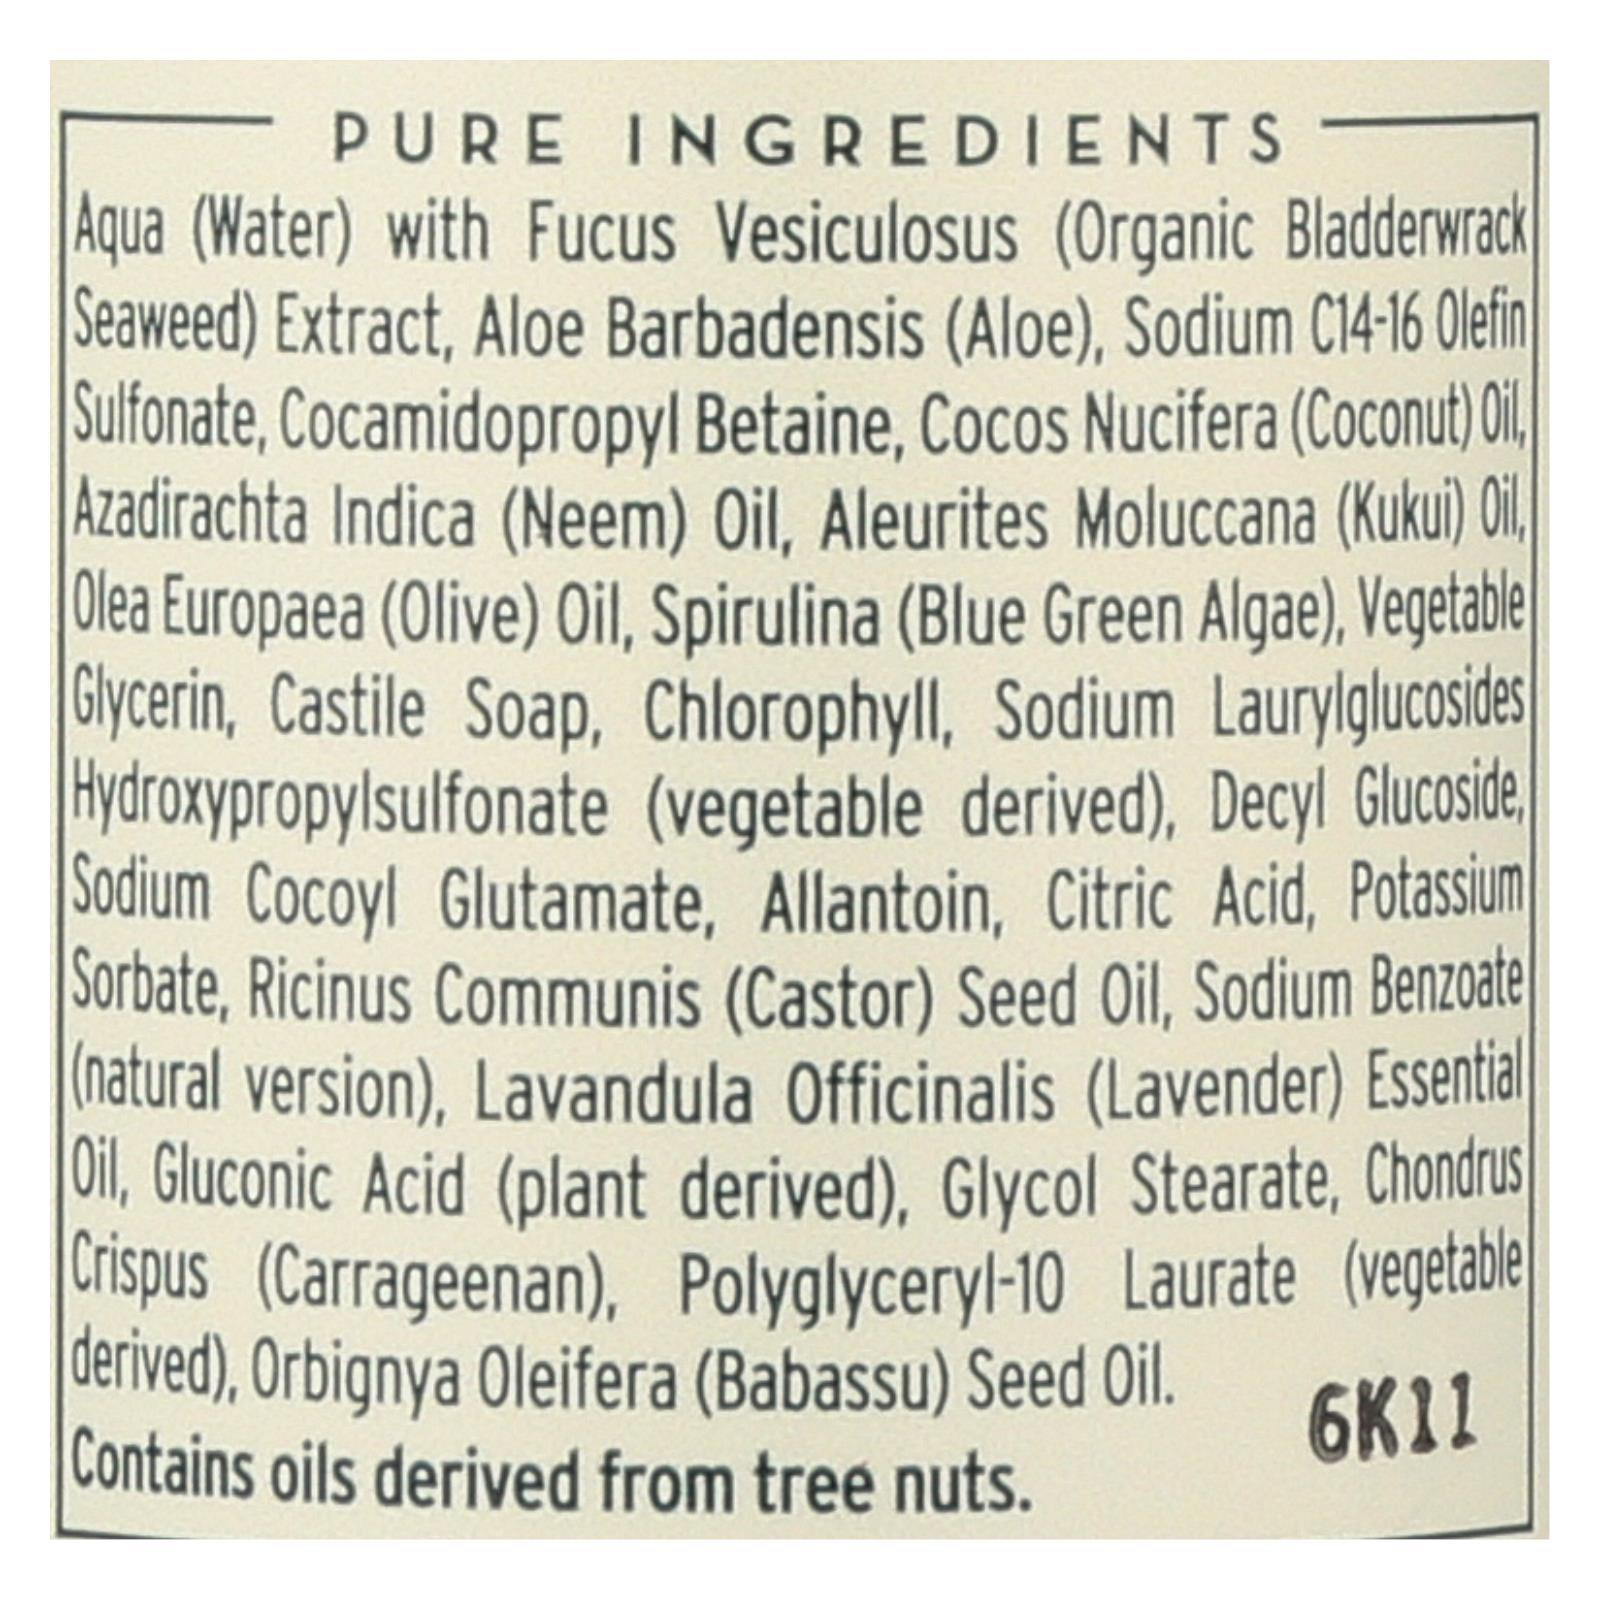 PURE INGREDIENTS
Aqua (Water) with Fucus Vesiculosus (Organic Bladderwrack
Seaweed) Extract, Aloe Barbadensis (Aloe), Sodium C14-16 Olefin
Sulfonate, Cocamidopropyl Betaine, Cocos Nucifera (Coconut) Oil,
Azadirachta Indica (Neem) Oil, Aleurites Moluccana (Kukui) Oil,
Olea Europaea (Olive) Oil, Spirulina (Blue Green Algae), Vegetable
Glycerin, Castile Soap, Chlorophyll, Sodium Laurylglucosides
Hydroxypropylsulfonate (vegetable derived), Decyl Glucoside,
Sodium Cocoyl Glutamate, Allantoin, Citric Acid, Potassium
Sorbate, Ricinus Communis (Castor) Seed Oil, Sodium Benzoate
(natural version), Lavandula Officinalis (Lavender) Essential
Oil, Gluconic Acid (plant derived), Glycol Stearate, Chondrus
Crispus (Carrageenan), Polyglyceryl-10 Laurate (vegetable
derived), Orbignya Oleifera (Babassu) Seed Oil.
6K11
Contains oils derived from tree nuts.